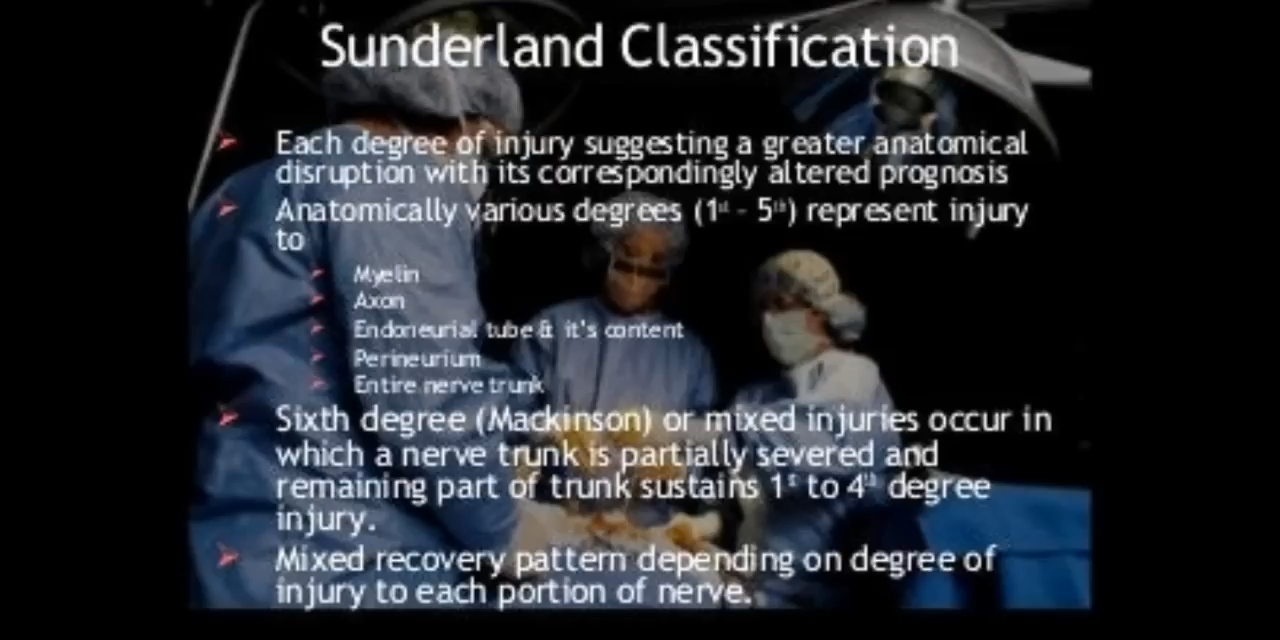 Sunderland Classification
Each degree of injury suggesting a greater anatomical
disruption with its correspondingly altered prognosis
Anatomically various degrees (1st - 5th) represent injury
to
Myelin
Axon
Endoneurial tube & it's content
Perineurium
Entire nerve trunk
Sixth degree (Mackinson) or mixed injuries occur in
which a nerve trunk is partially severed and
remaining part of trunk sustains 1st to 4th degree
injury.
Mixed recovery pattern depending on degree of
injury to each portion of nerve.